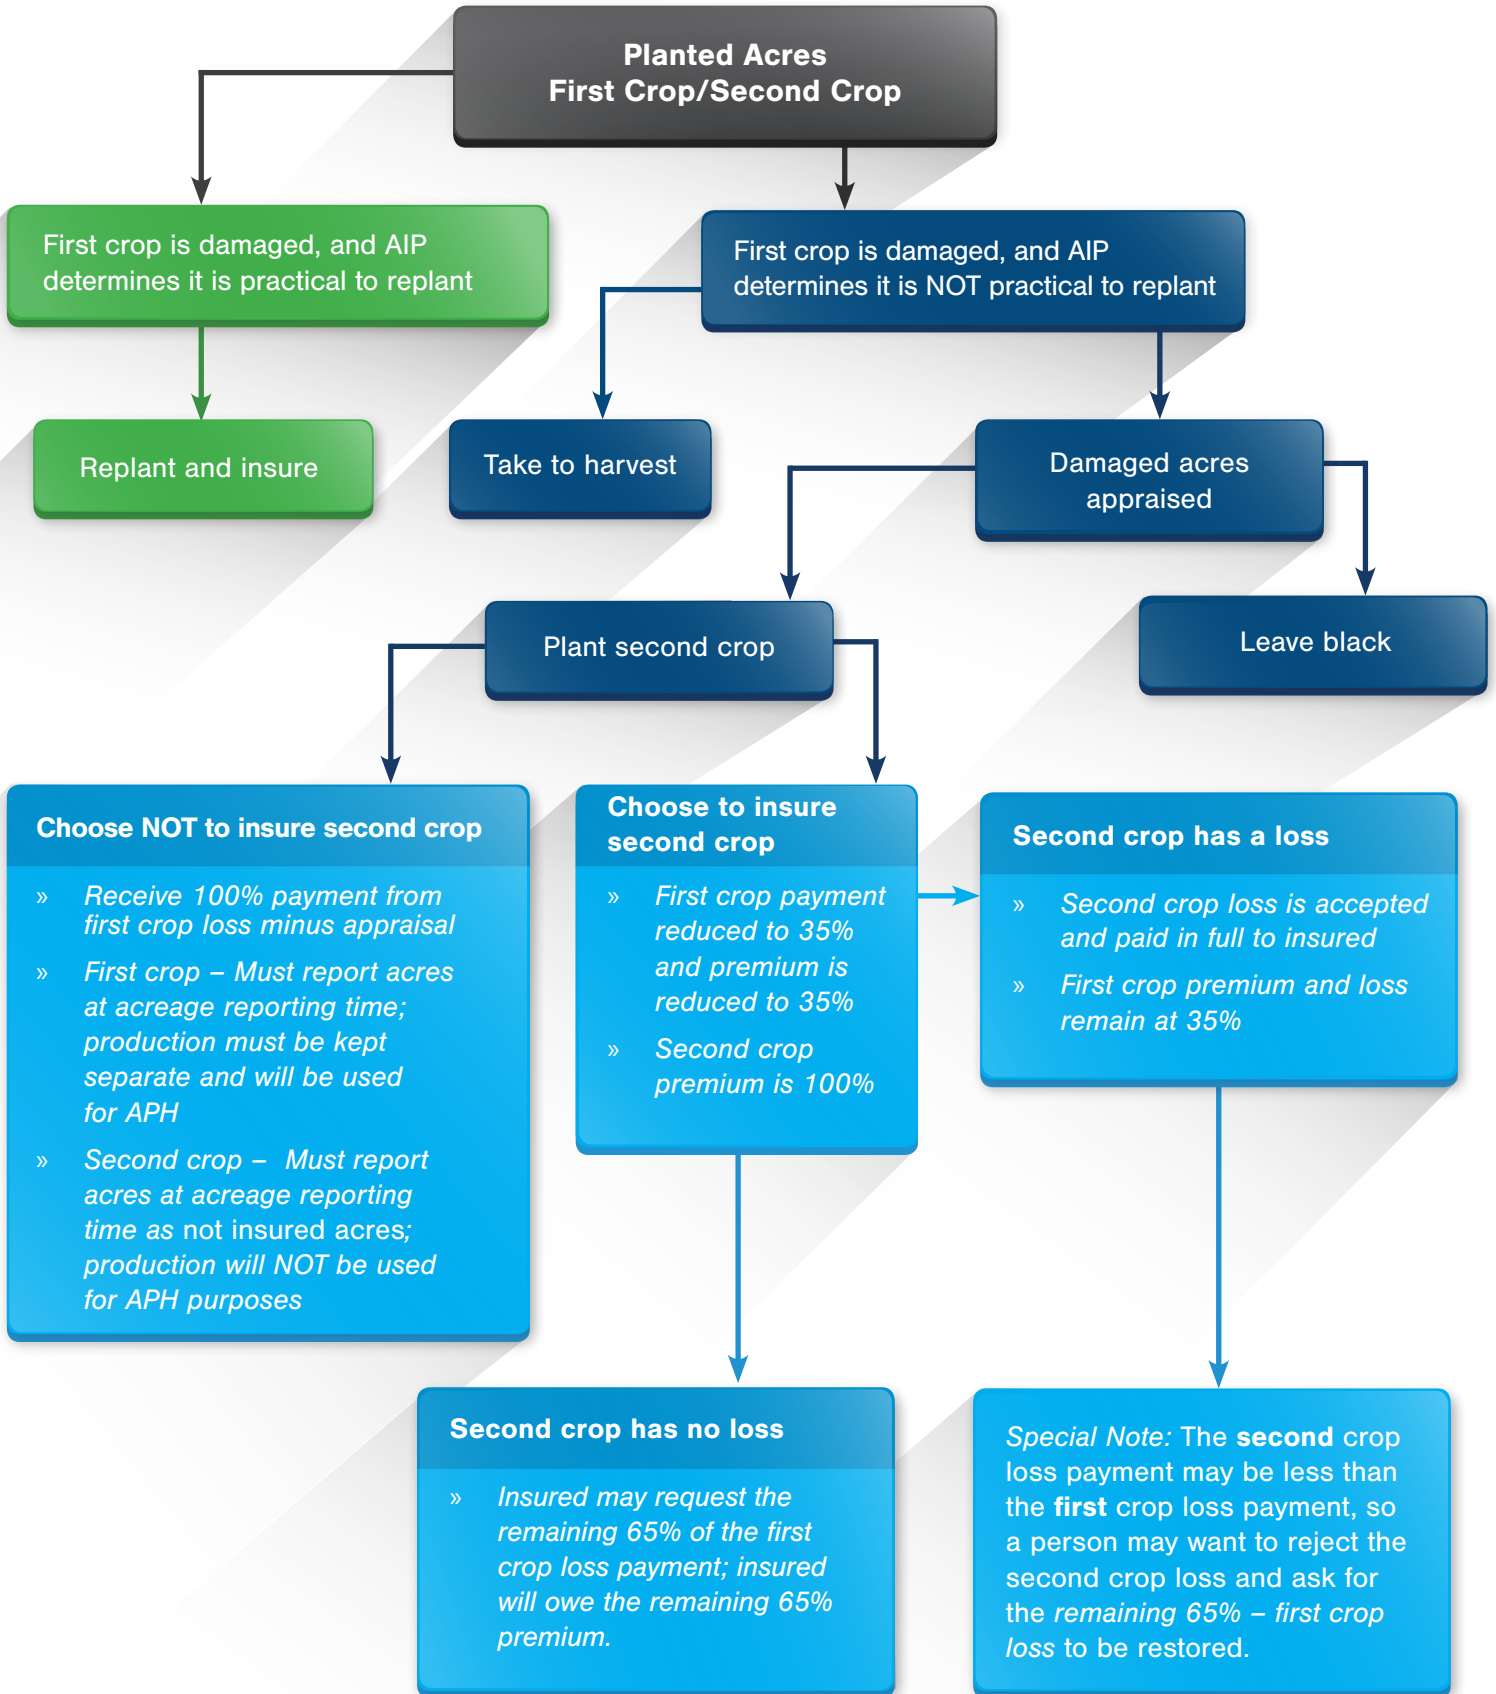 Planted Acres
First Crop/Second Crop
First crop is damaged, and AIP
determines it is practical to replant
First crop is damaged, and AIP
determines it is NOT practical to replant
Replant and insure
Take to harvest
Damaged acres
appraised
Plant second crop
Leave black
Choose NOT to insure second crop
» Receive 100% payment from
first crop loss minus appraisal
» First crop – Must report acres
at acreage reporting time;
production must be kept
separate and will be used
for APH
» Second crop – Must report
acres at acreage reporting
time as not insured acres;
production will NOT be used
for APH purposes
Choose to insure
second crop
» First crop payment
reduced to 35%
and premium is
reduced to 35%
» Second crop
premium is 100%
Second crop has a loss
» Second crop loss is accepted
and paid in full to insured
» First crop premium and loss
remain at 35%
Second crop has no loss
» Insured may request the
remaining 65% of the first
crop loss payment; insured
will owe the remaining 65%
premium.
Special Note: The second crop
loss payment may be less than
the first crop loss payment, so
a person may want to reject the
second crop loss and ask for
the remaining 65% – first crop
loss to be restored.